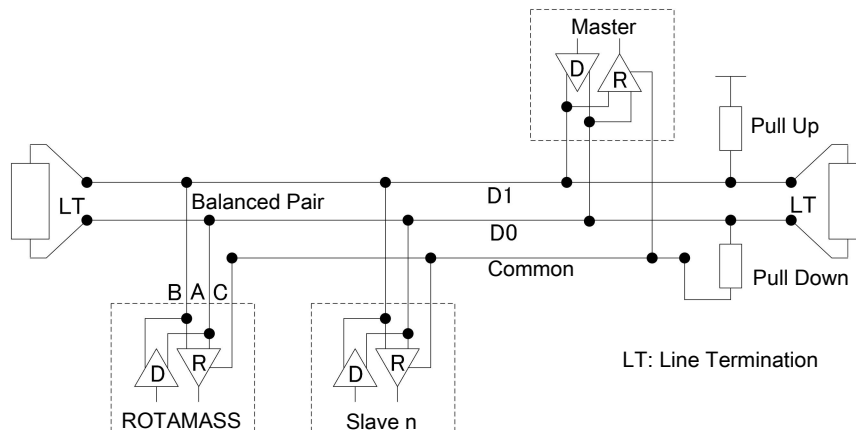 Master
D
R
Pull Up
LT
Balanced Pair
D1
LT
D0
Common
Pull Down
B A C
D
R
D
R
LT: Line Termination
ROTAMASS
Slave n